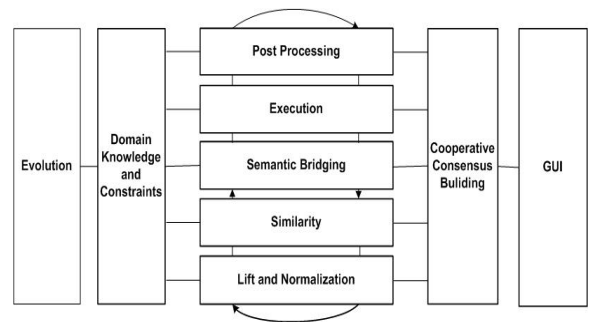 Evolution
Domain
Knowledge
and
Constraints
Post Processing
Execution
Semantic Bridging
Similarity
Lift and Normalization
Cooperative
Consensus
Buliding
GUI